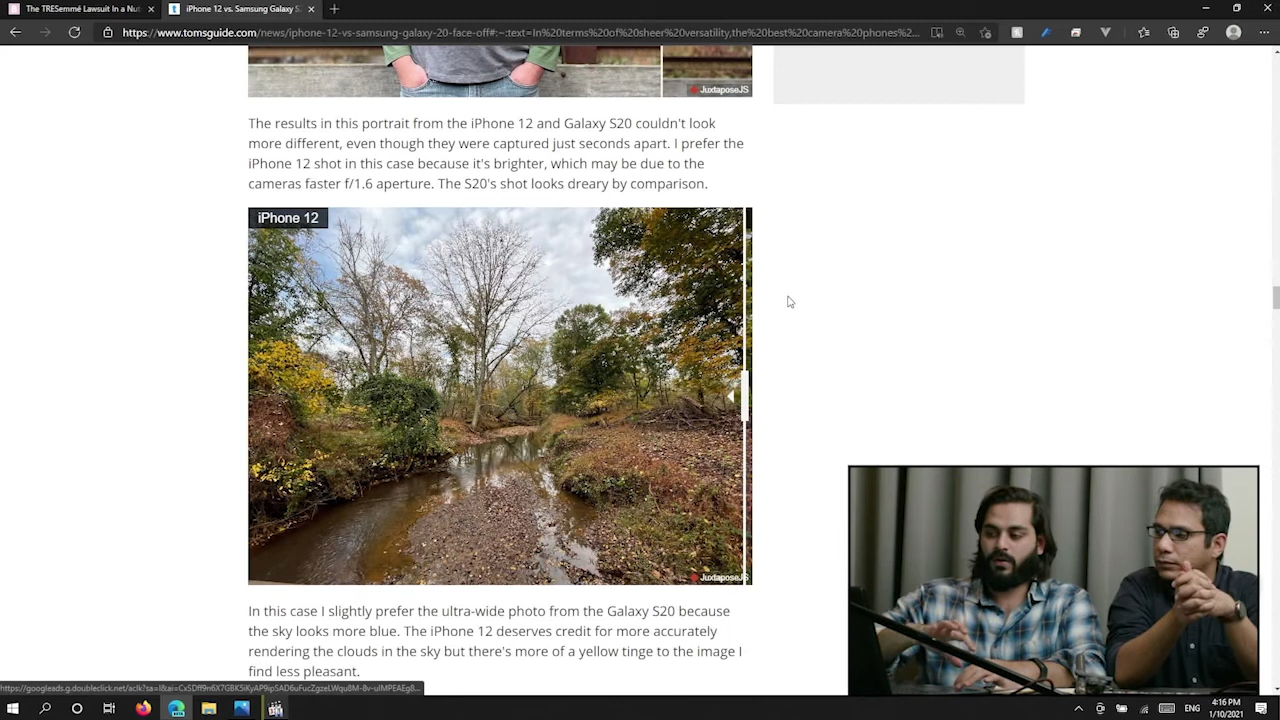 The TRESemmé Lawsuit In a Nut
iPhone 12 vs. Samsung Galaxy S
https://www.tomsguide.com/news/iphone-12-vs-samsung-galaxy-20-face-off#:~:text=In%20terms%20of%20sheer%20versatility,the%20best%20camera%20phones%2...
JuxtaposeJS
The results in this portrait from the iPhone 12 and Galaxy S20 couldn't look
more different, even though they were captured just seconds apart. I prefer the
iPhone 12 shot in this case because it's brighter, which may be due to the
cameras faster f/1.6 aperture. The S20's shot looks dreary by comparison.
iPhone 12
JuxtaposeJS
In this case I slightly prefer the ultra-wide photo from the Galaxy S20 because
the sky looks more blue. The iPhone 12 deserves credit for more accurately
rendering the clouds in the sky but there's more of a yellow tinge to the image I
find less pleasant.
ENG
4:16 PM
1/10/2021